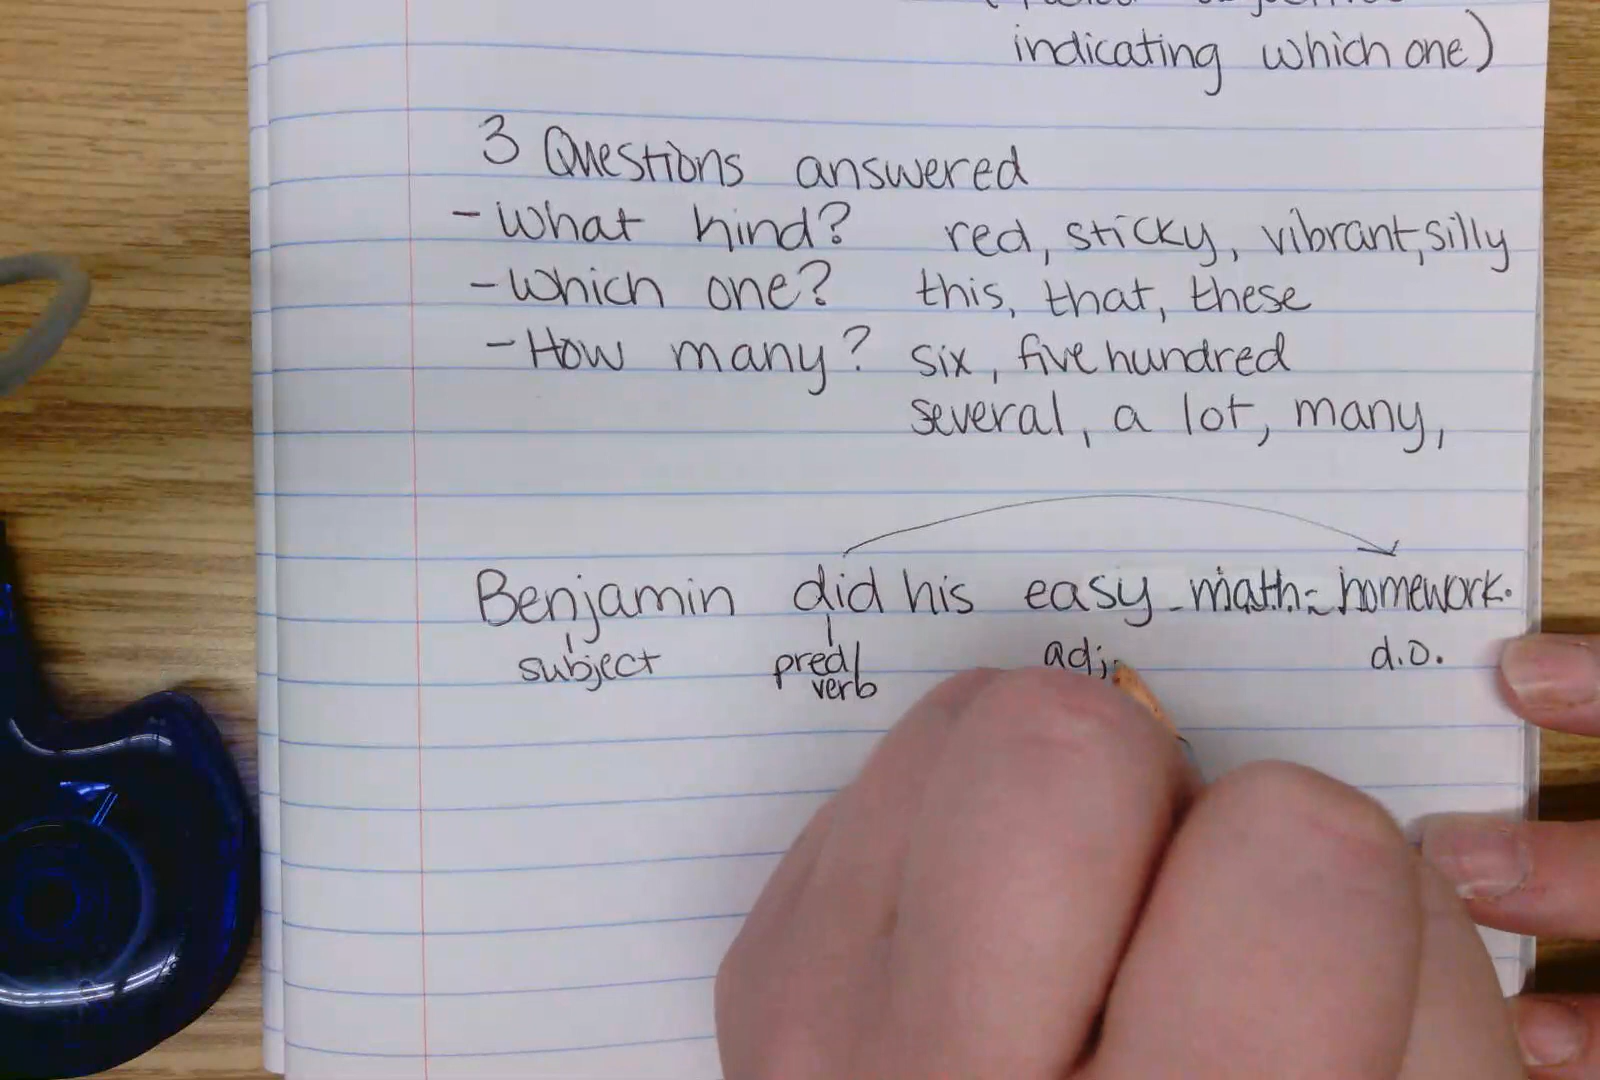 indicating which one)
3 Questions answered
- What kind? red, sticky, vibrant, silly
- Which one? this, that, these
- How many? six, five hundred
several, a lot, many,
Benjamin did his easy math homework.
subject pred/ adj. d.o.
verb